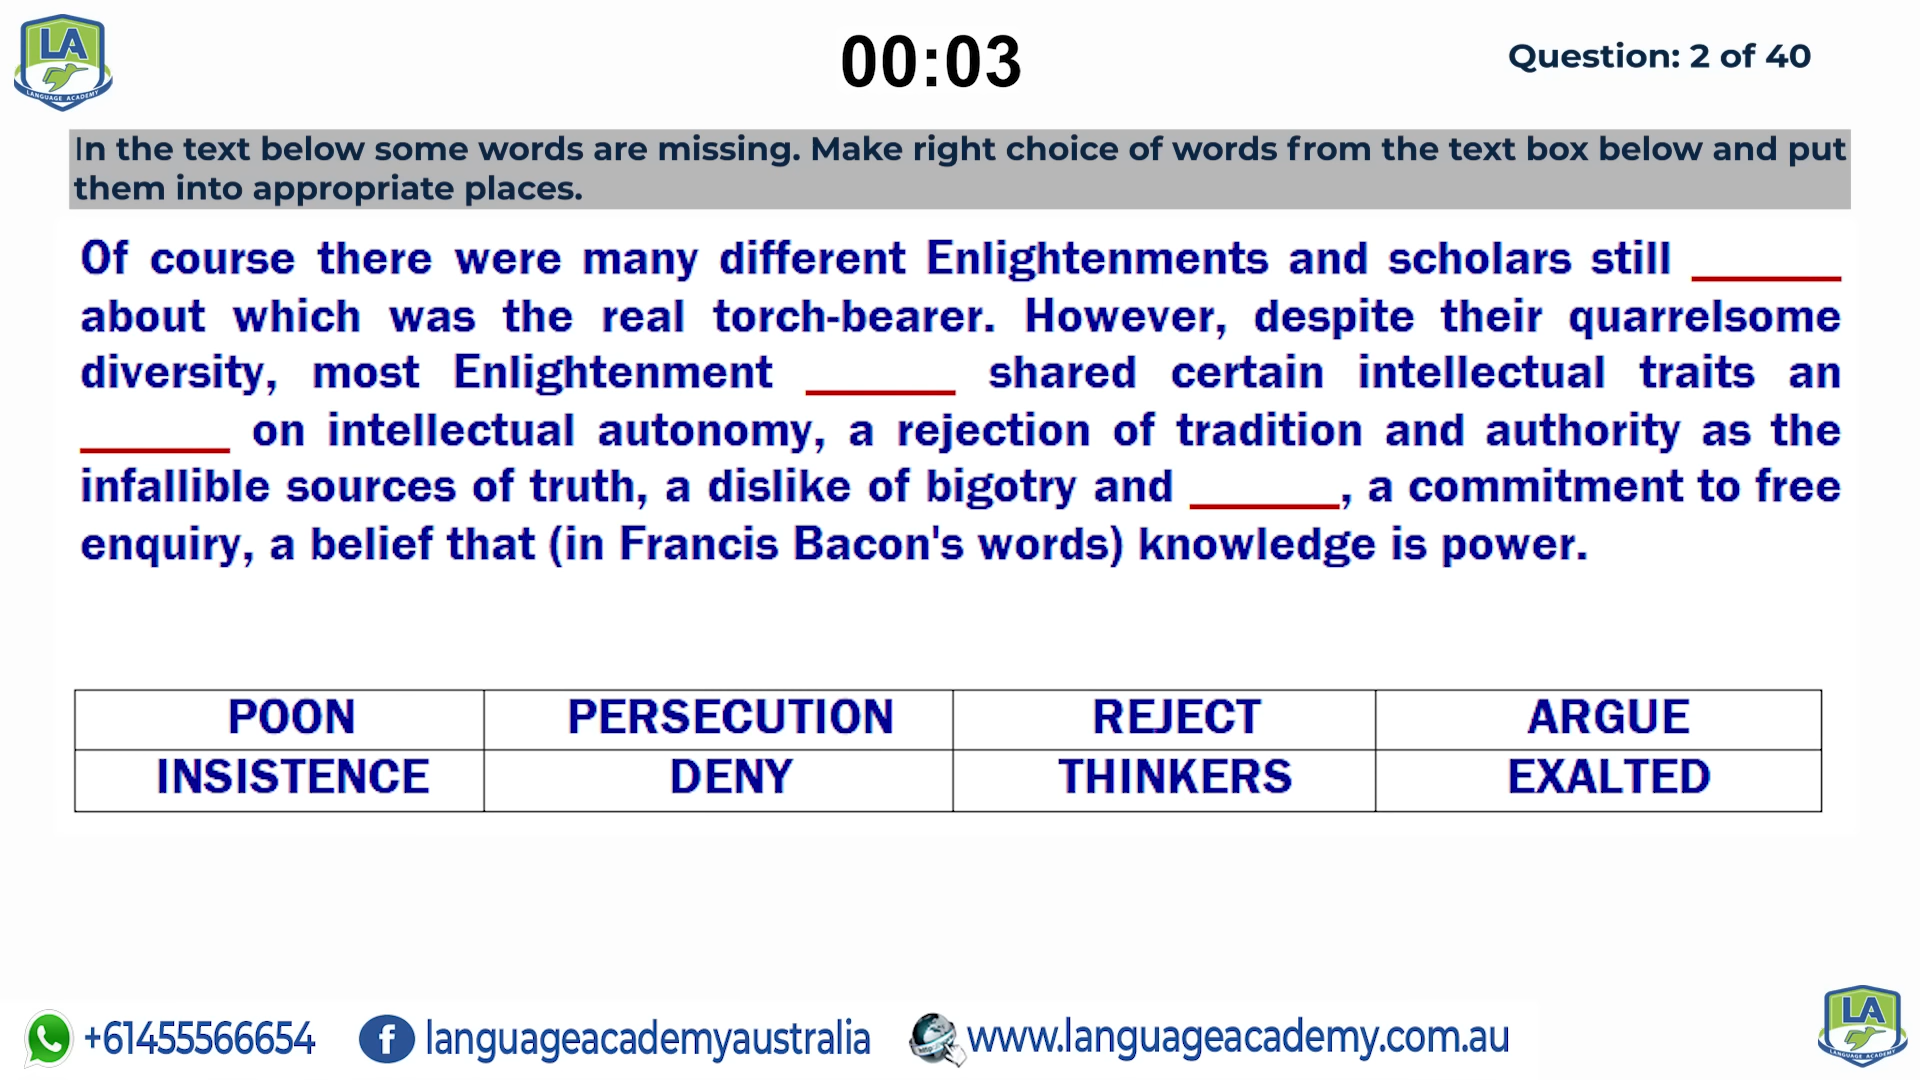 LA
LANGUAGE ACADEMY
00:03
Question: 2 of 40
In the text below some words are missing. Make right choice of words from the text box below and put
them into appropriate places.
Of course there were many different Enlightenments and scholars still ______
about which was the real torch-bearer. However, despite their quarrelsome
diversity, most Enlightenment ______ shared certain intellectual traits an
______ on intellectual autonomy, a rejection of tradition and authority as the
infallible sources of truth, a dislike of bigotry and ______, a commitment to free
enquiry, a belief that (in Francis Bacon's words) knowledge is power.
POON PERSECUTION REJECT ARGUE
INSISTENCE DENY THINKERS EXALTED
+61455566654 languageacademyaustralia www.languageacademy.com.au
LA
LANGUAGE ACADEMY